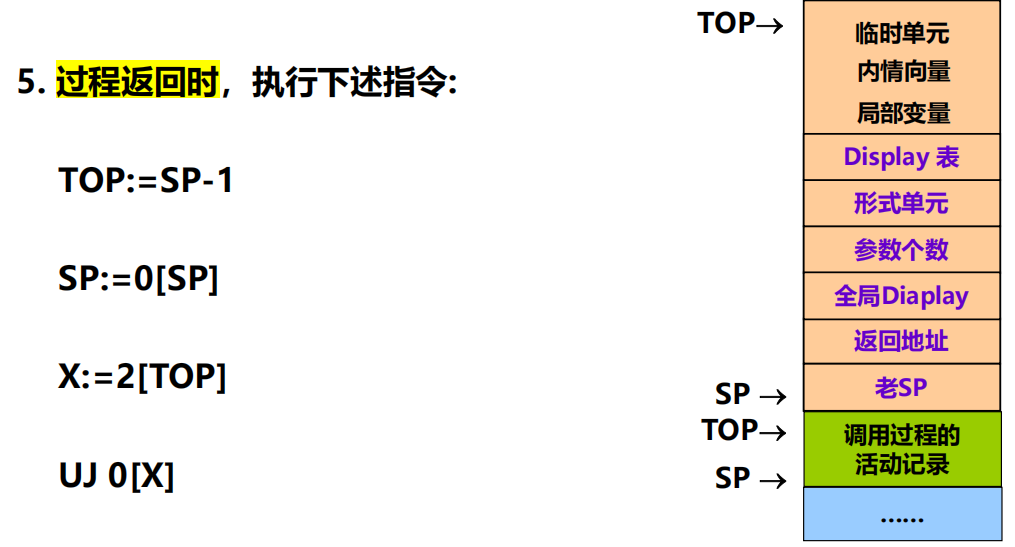 5. 过程返回时，执行下述指令:
TOP:=SP-1
SP:=0[SP]
X:=2[TOP]
UJ 0[X]
TOP→
临时单元
内情向量
局部变量
Display 表
形式单元
参数个数
全局Diaplay
返回地址
SP →
老SP
TOP→
调用过程的
活动记录
SP →
……